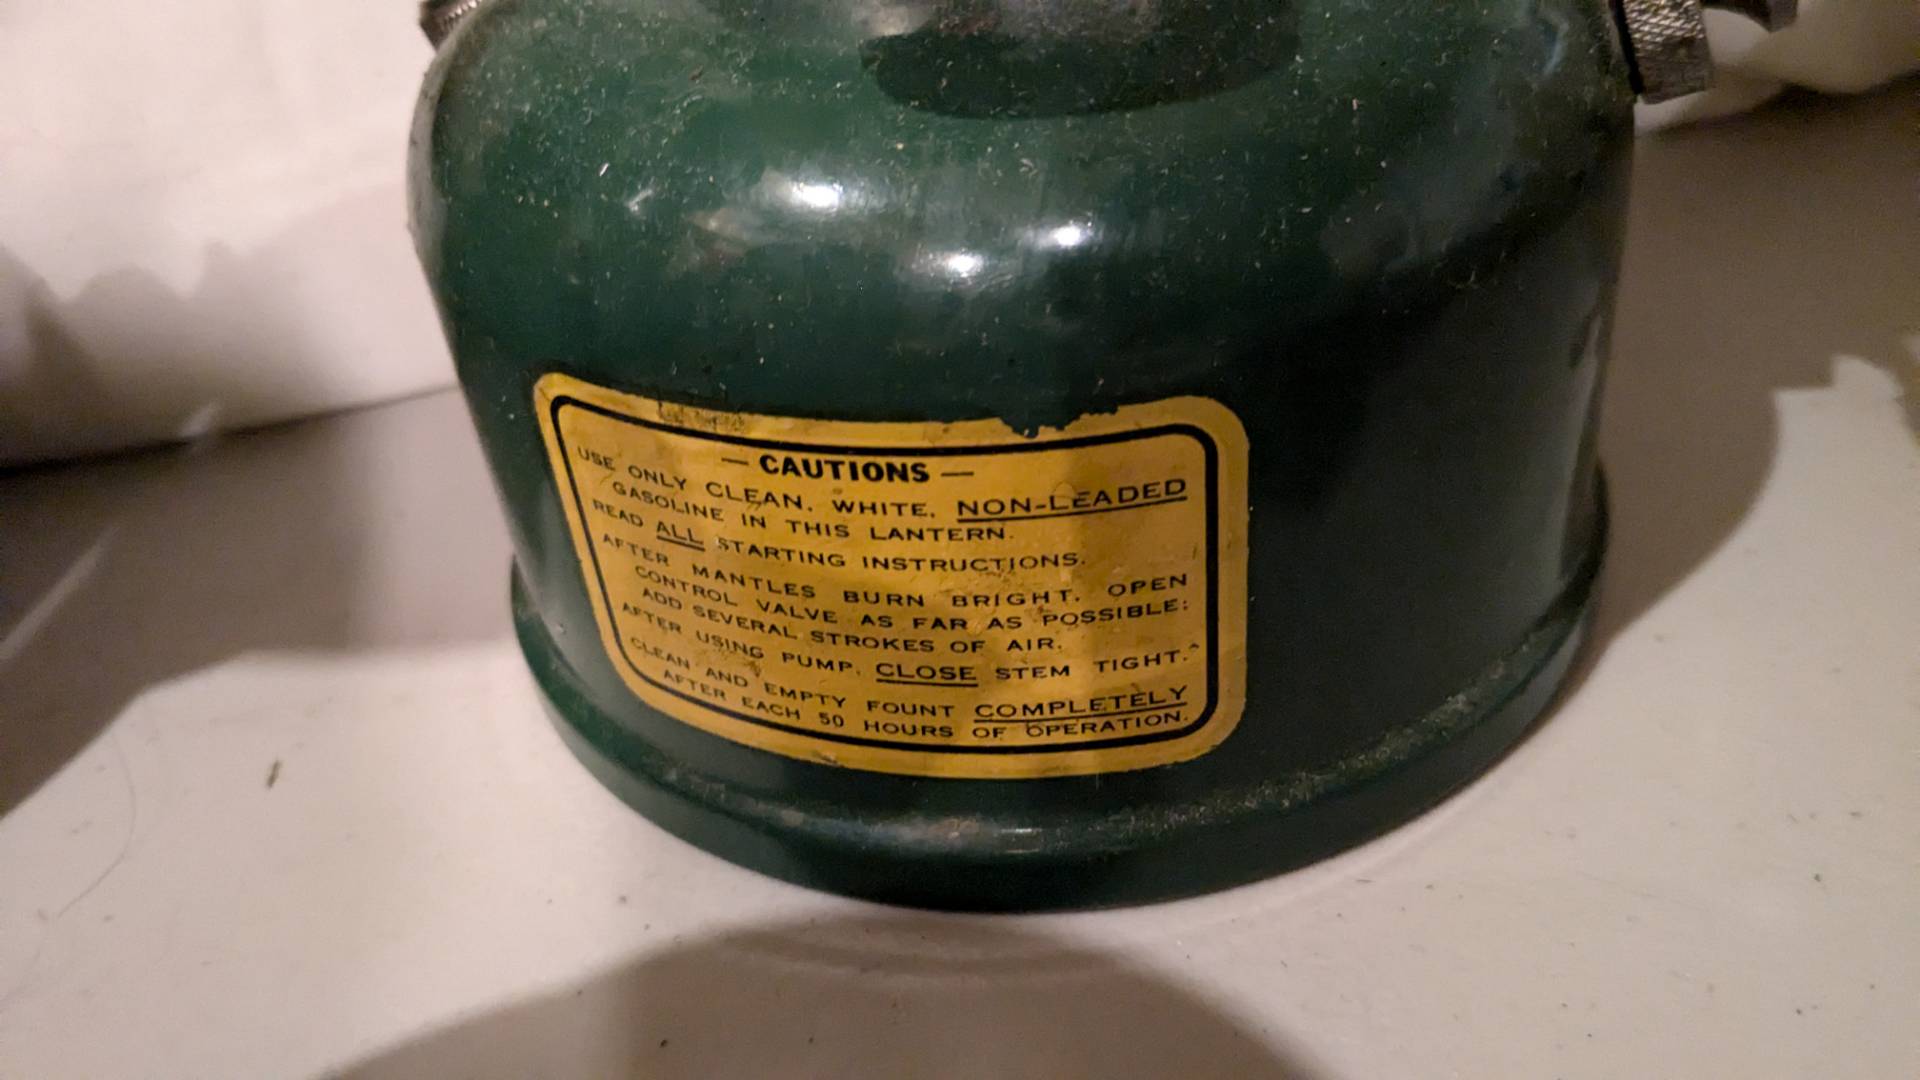 — CAUTIONS —
USE ONLY CLEAN, WHITE, NON-LEADED
GASOLINE IN THIS LANTERN.
READ ALL STARTING INSTRUCTIONS.
AFTER MANTLES BURN BRIGHT, OPEN
CONTROL VALVE AS FAR AS POSSIBLE;
ADD SEVERAL STROKES OF AIR.
AFTER USING PUMP, CLOSE STEM TIGHT.
CLEAN AND EMPTY FOUNT COMPLETELY
AFTER EACH 50 HOURS OF OPERATION.